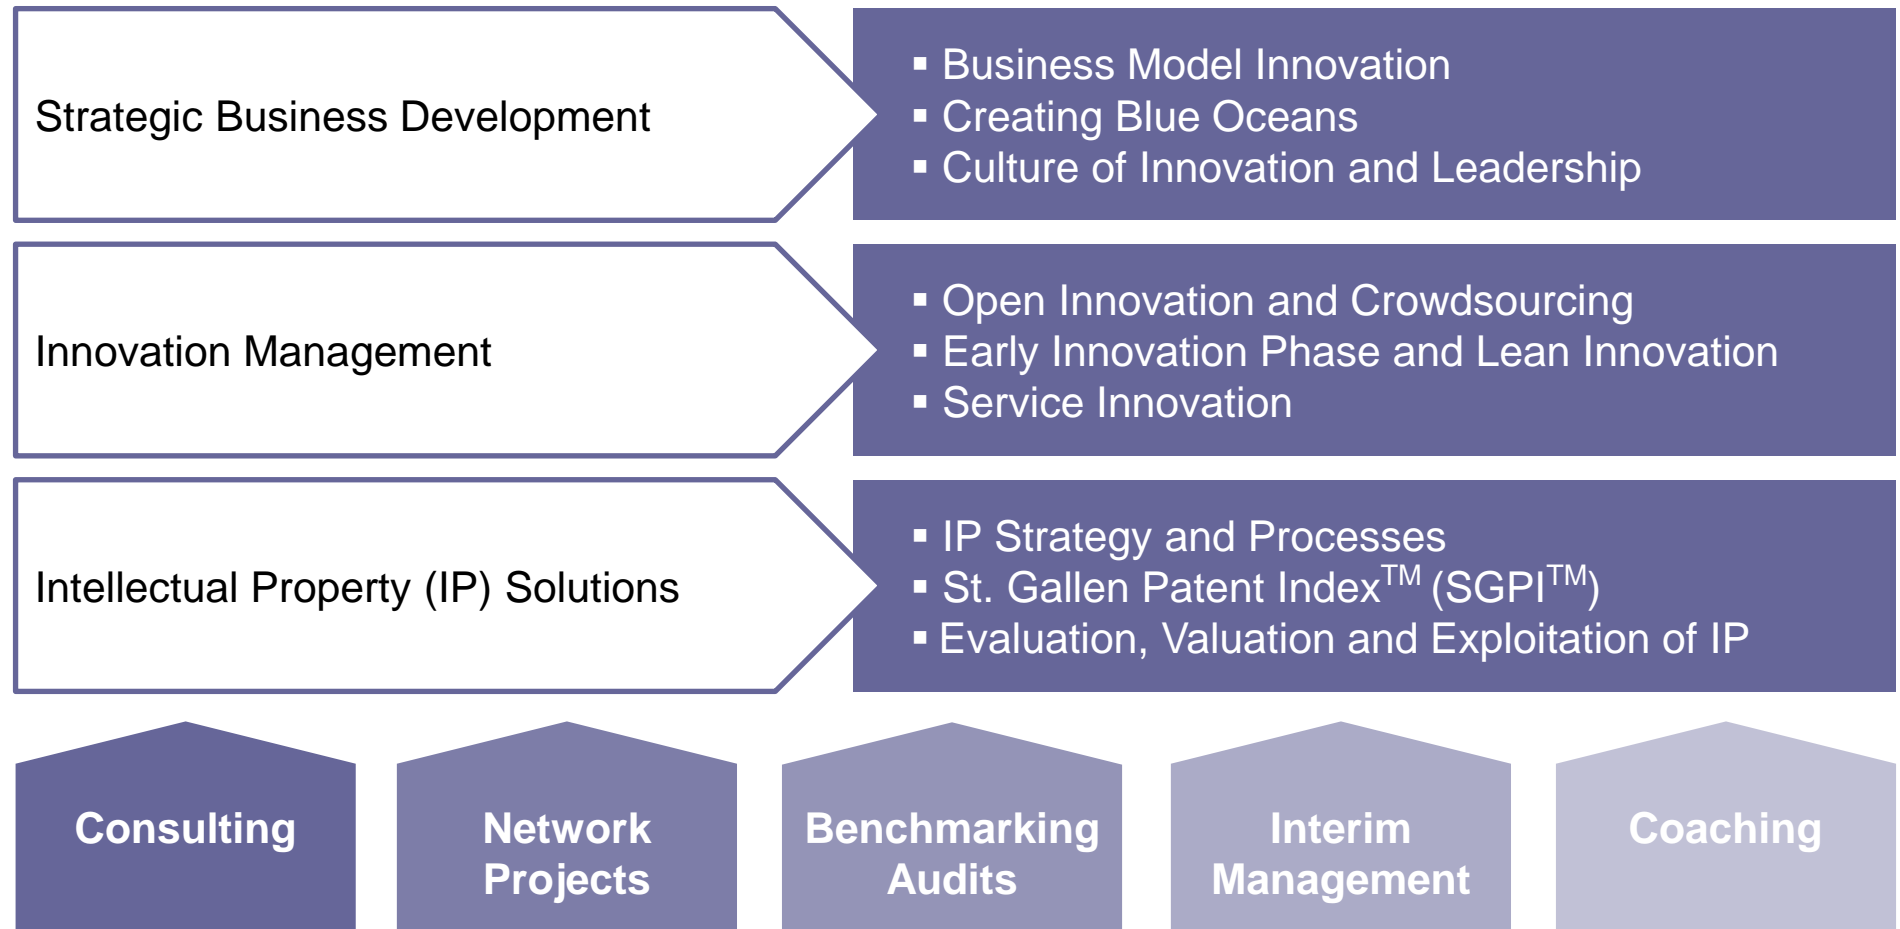 Strategic Business Development
▪ Business Model Innovation
▪ Creating Blue Oceans
▪ Culture of Innovation and Leadership
Innovation Management
▪ Open Innovation and Crowdsourcing
▪ Early Innovation Phase and Lean Innovation
▪ Service Innovation
Intellectual Property (IP) Solutions
▪ IP Strategy and Processes
▪ St. Gallen Patent Index™ (SGPI™)
▪ Evaluation, Valuation and Exploitation of IP
Consulting
Network
Projects
Benchmarking
Audits
Interim
Management
Coaching